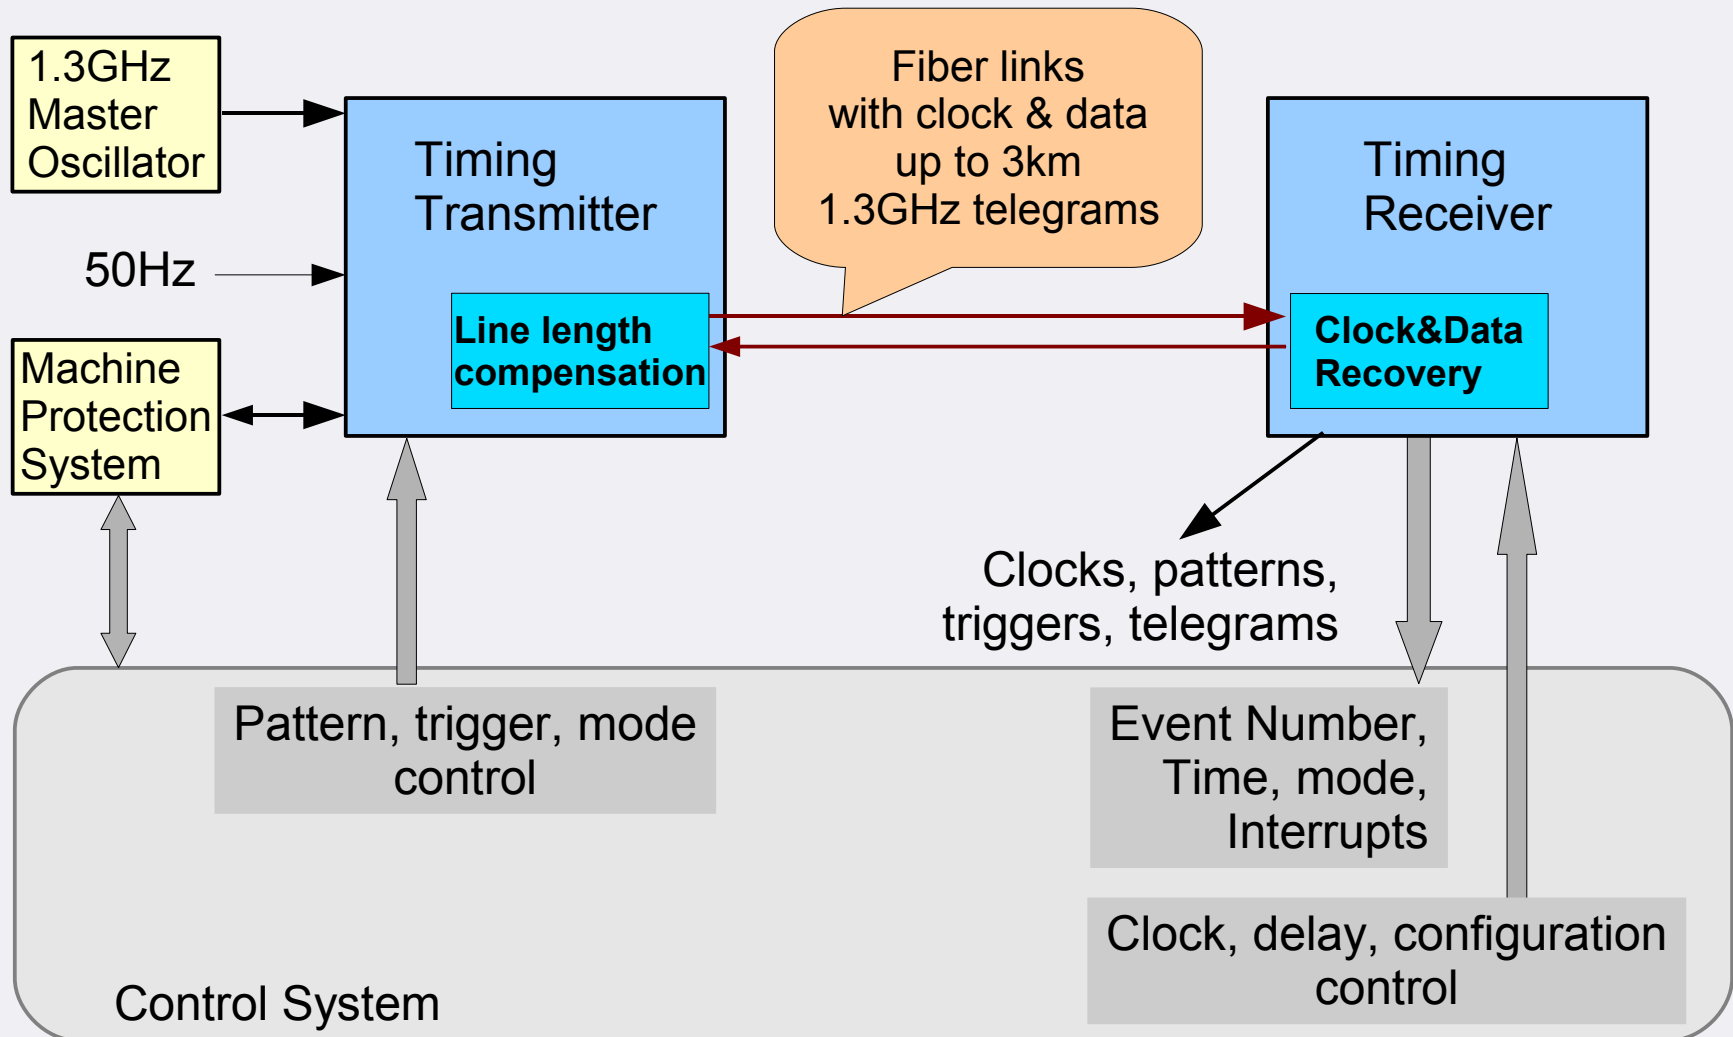 1.3GHz
Master
Oscillator
Timing
Transmitter
Fiber links
with clock & data
up to 3km
1.3GHz telegrams
Timing
Receiver
50Hz
Line length
compensation
Clock&Data
Recovery
Machine
Protection
System
Clocks, patterns,
triggers, telegrams
Pattern, trigger, mode
control
Event Number,
Time, mode,
Interrupts
Clock, delay, configuration
control
Control System